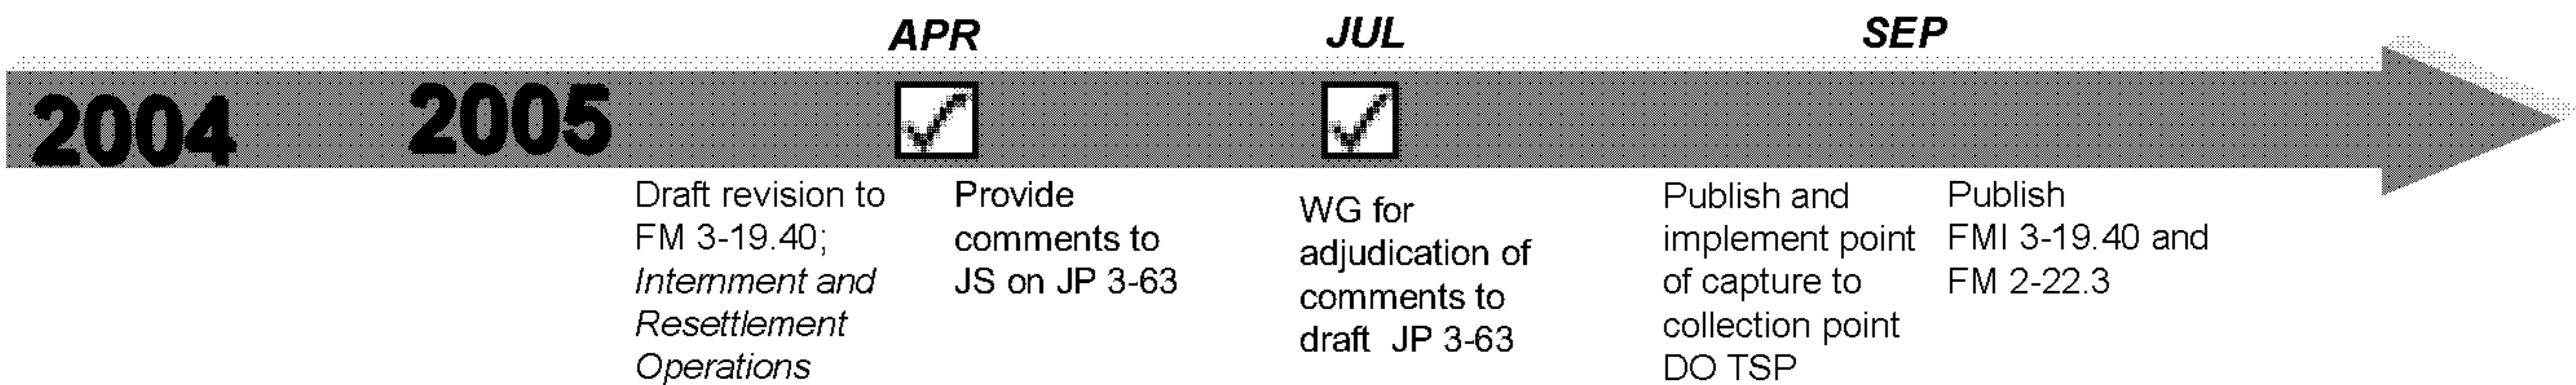 APR
JUL
SEP
2004
2005
Draft revision to
FM 3-19.40;
Internment and
Resettlement
Operations
Provide
comments to
JS on JP 3-63
WG for
adjudication of
comments to
draft JP 3-63
Publish and
implement point
of capture to
collection point
DO TSP
Publish
FMI 3-19.40 and
FM 2-22.3